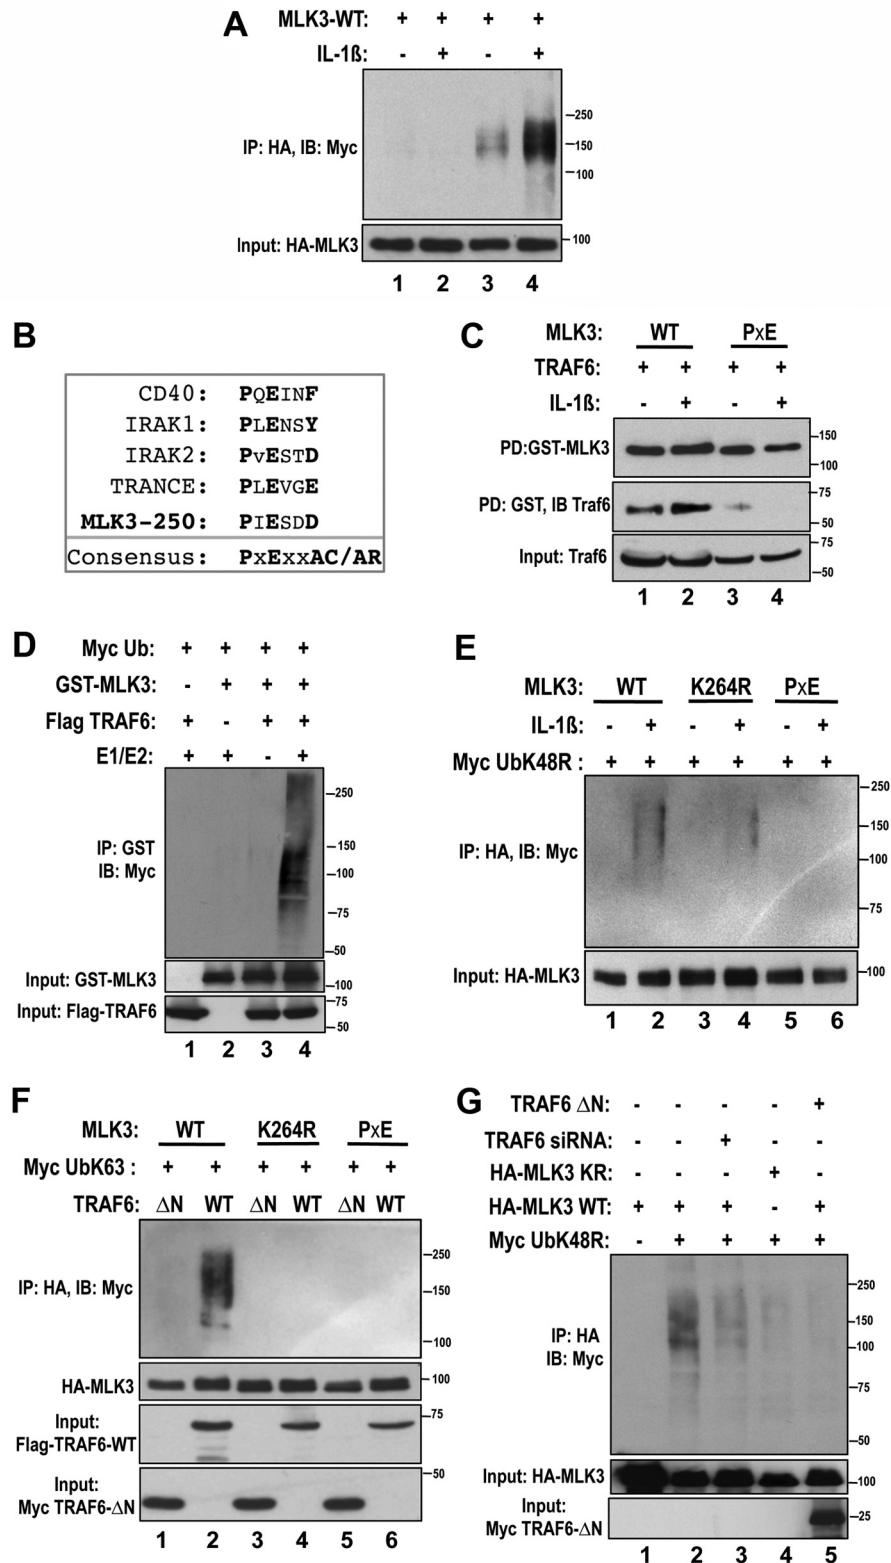 A
MLK3-WT: + + + +
IL-1ß: - + - +
IP: HA, IB: Myc
250
150
100
Input: HA-MLK3
100
1 2 3 4
B
CD40: PQEINF
IRAK1: PLENSY
IRAK2: PvESTD
TRANCE: PLEVGE
MLK3-250: PIESDD
Consensus: PxExxAC/AR
C
MLK3: WT PxE
TRAF6: + + + +
IL-1ß: - + - +
PD:GST-MLK3
150
100
PD: GST, IB Traf6
75
50
Input: Traf6
75
50
1 2 3 4
D
Myc Ub: + + + +
GST-MLK3: - + + +
Flag TRAF6: + - + +
E1/E2: + + - +
IP: GST
IB: Myc
250
150
100
75
50
Input: GST-MLK3
100
Input: Flag-TRAF6
75
50
1 2 3 4
E
MLK3: WT K264R PxE
IL-1ß: - + - + - +
Myc UbK48R : + + + + + +
IP: HA, IB: Myc
250
150
100
75
Input: HA-MLK3
100
1 2 3 4 5 6
F
MLK3: WT K264R PxE
Myc UbK63 : + + + + + +
TRAF6: ΔN WT ΔN WT ΔN WT
IP: HA, IB: Myc
250
150
100
HA-MLK3
100
Input:
Flag-TRAF6-WT
75
Input:
Myc TRAF6-ΔN
50
1 2 3 4 5 6
G
TRAF6 ΔN: - - - - +
TRAF6 siRNA: - - + - -
HA-MLK3 KR: - - - + -
HA-MLK3 WT: + + + - +
Myc UbK48R: - + + + +
IP: HA
IB: Myc
250
150
100
75
50
Input: HA-MLK3
100
Input:
Myc TRAF6-ΔN
25
1 2 3 4 5